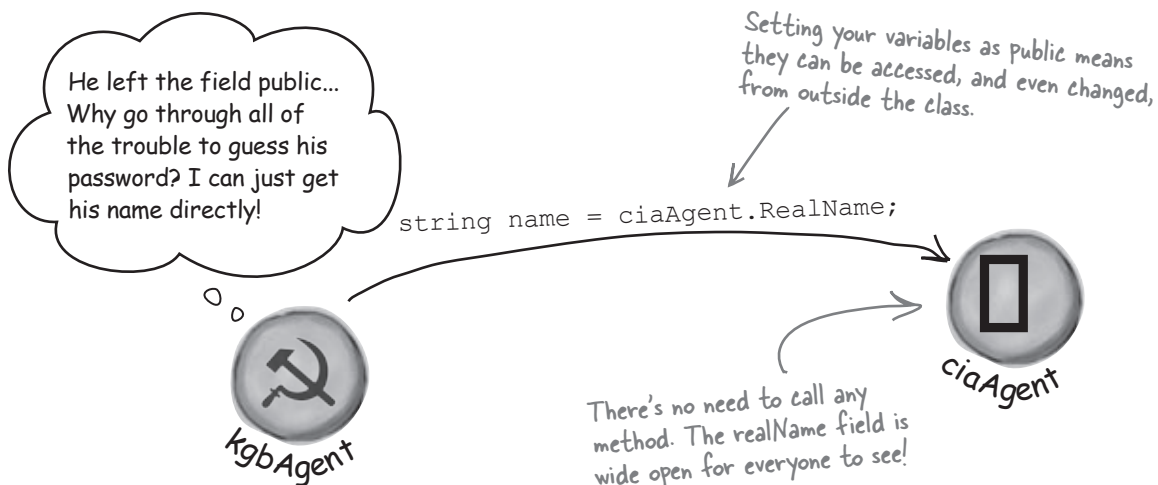 He left the field public...
Why go through all of
the trouble to guess his
password? I can just get
his name directly!
Setting your variables as public means
they can be accessed, and even changed,
from outside the class.
string name = ciaAgent.RealName;
kgbAgent
ciaAgent
There's no need to call any
method. The realName field is
wide open for everyone to see!